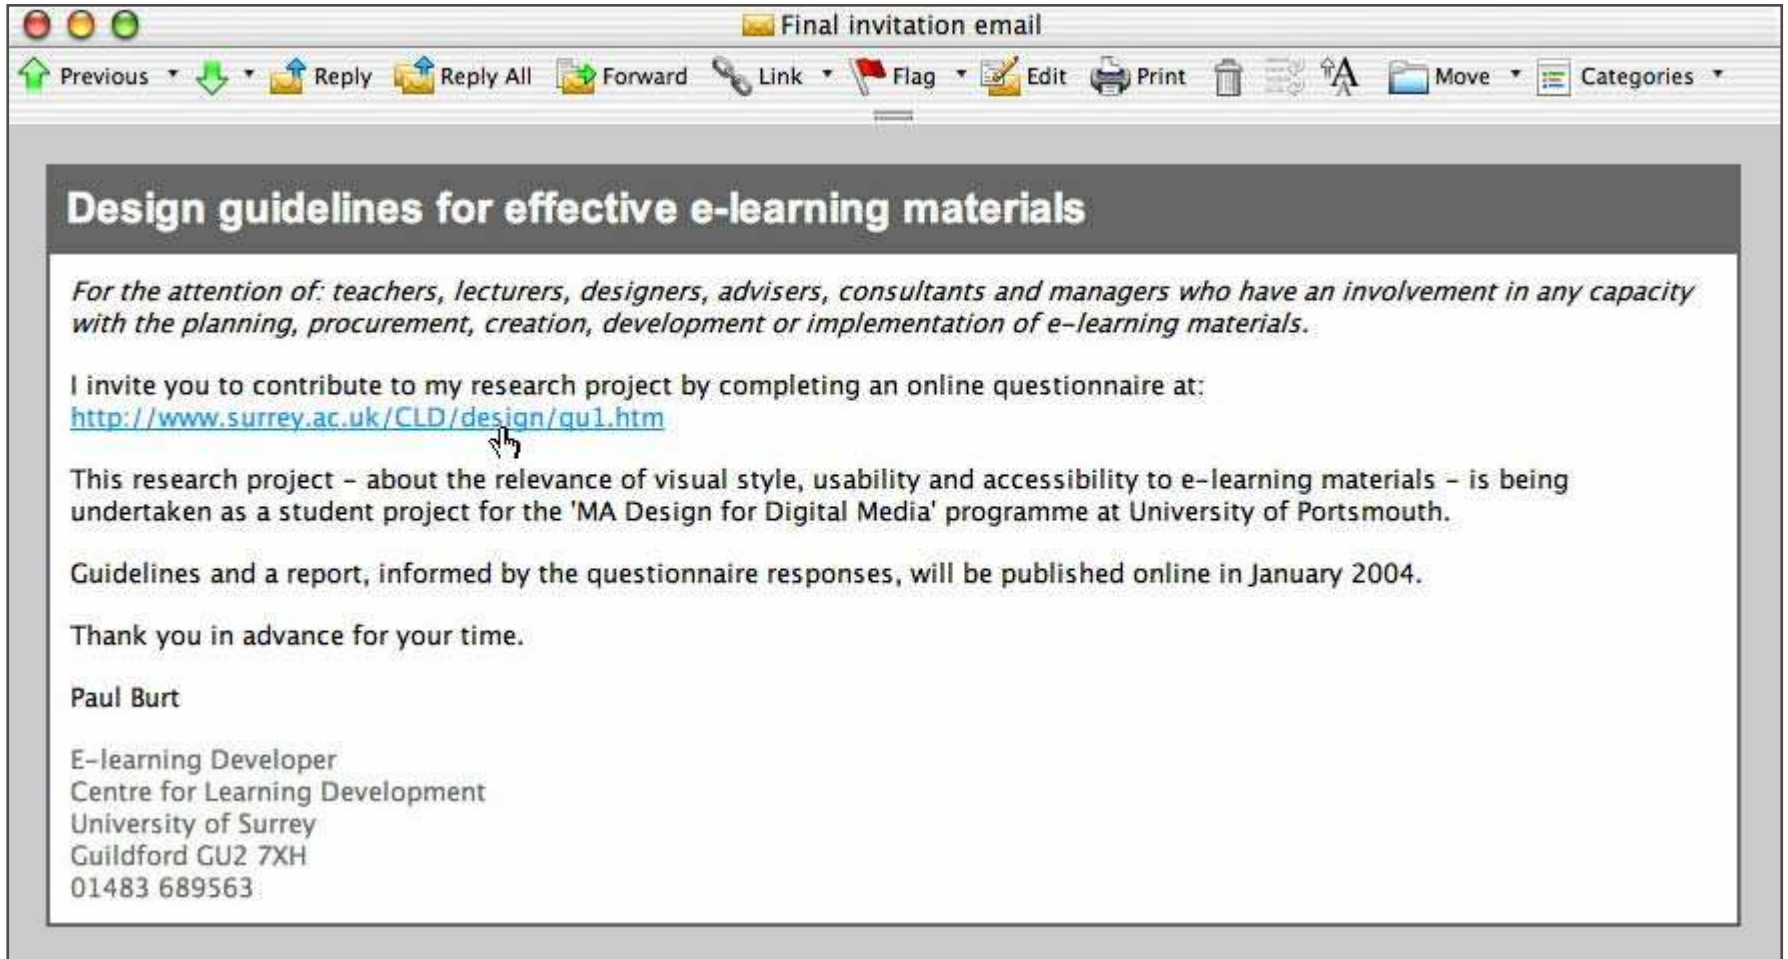 Final invitation email
Previous Reply Reply All Forward Link Flag Edit Print A A Move Categories
Design guidelines for effective e-learning materials
For the attention of: teachers, lecturers, designers, advisers, consultants and managers who have an involvement in any capacity
with the planning, procurement, creation, development or implementation of e-learning materials.
I invite you to contribute to my research project by completing an online questionnaire at:
http://www.surrey.ac.uk/CLD/design/qu1.htm
This research project - about the relevance of visual style, usability and accessibility to e-learning materials - is being
undertaken as a student project for the 'MA Design for Digital Media' programme at University of Portsmouth.
Guidelines and a report, informed by the questionnaire responses, will be published online in January 2004.
Thank you in advance for your time.
Paul Burt
E-learning Developer
Centre for Learning Development
University of Surrey
Guildford GU2 7XH
01483 689563